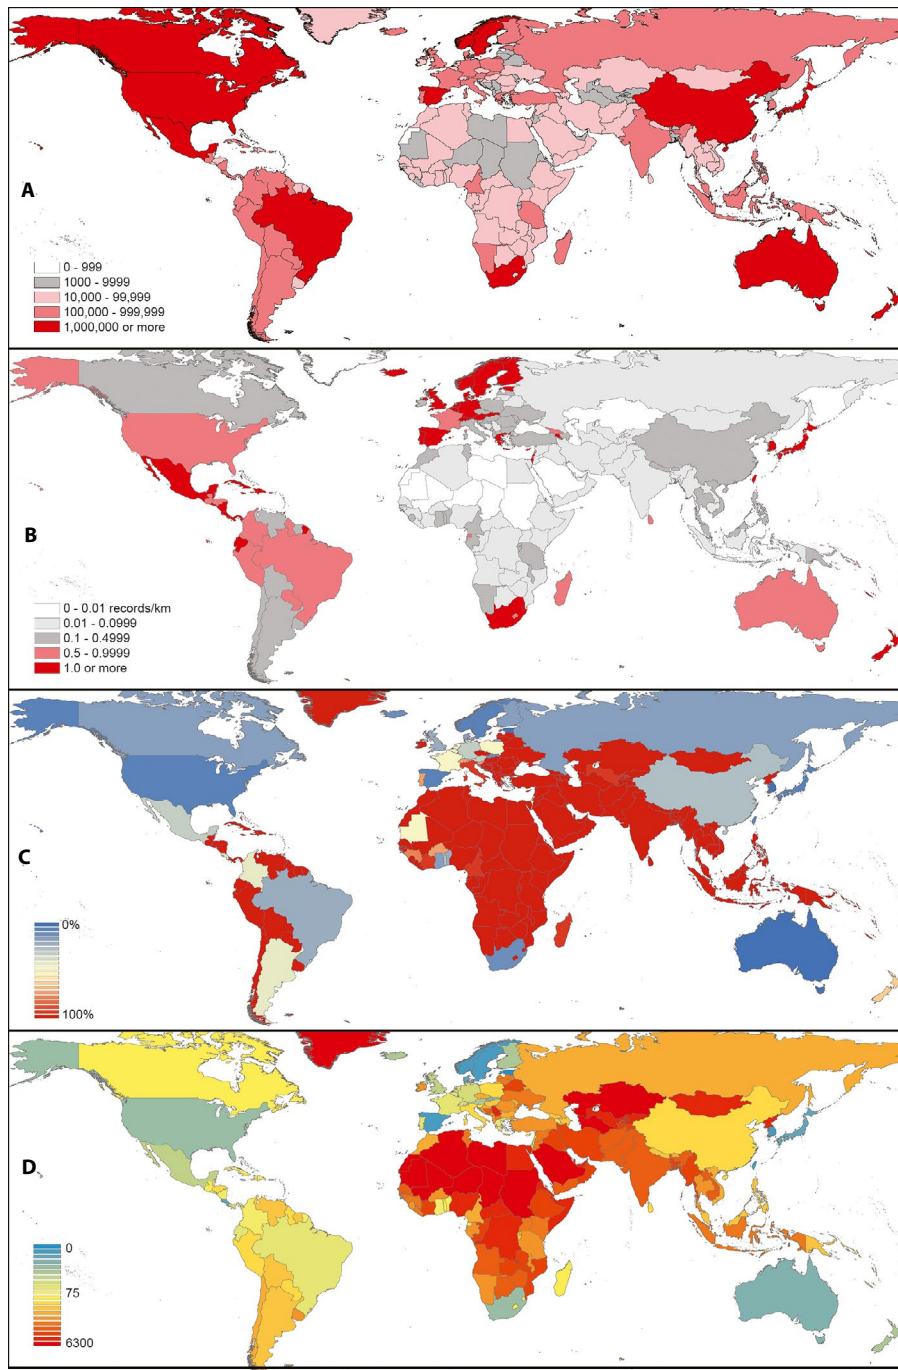 A
0 - 999
1000 - 9999
10,000 - 99,999
100,000 - 999,999
1,000,000 or more
B
0 - 0.01 records/km
0.01 - 0.0999
0.1 - 0.4999
0.5 - 0.9999
1.0 or more
C
0%
100%
D
0
75
6300